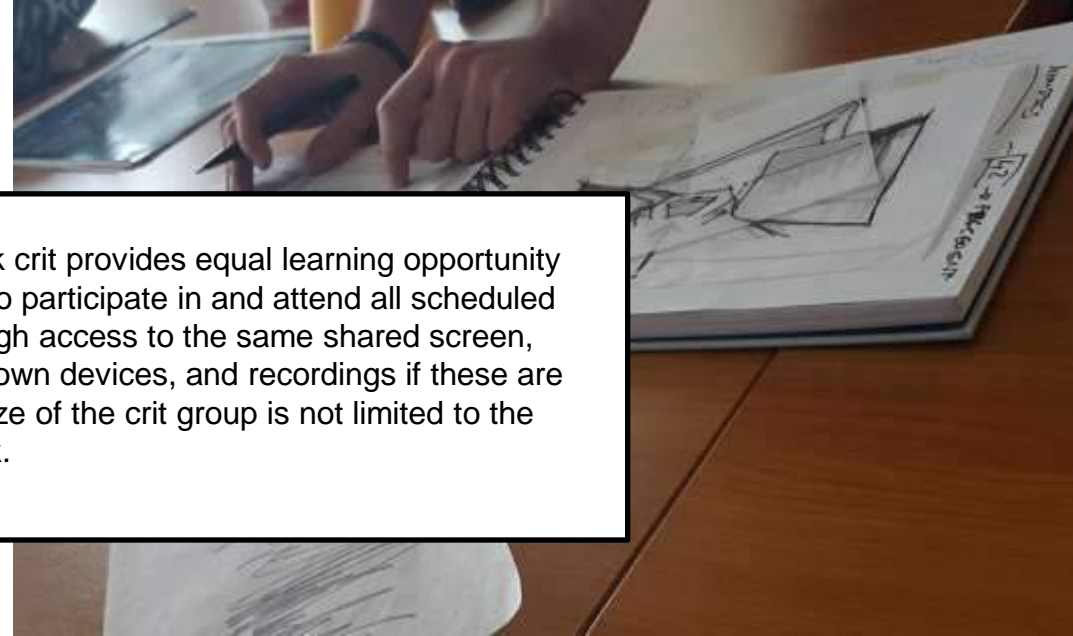 k crit provides equal learning opportunity
o participate in and attend all scheduled
gh access to the same shared screen,
own devices, and recordings if these are
ze of the crit group is not limited to the